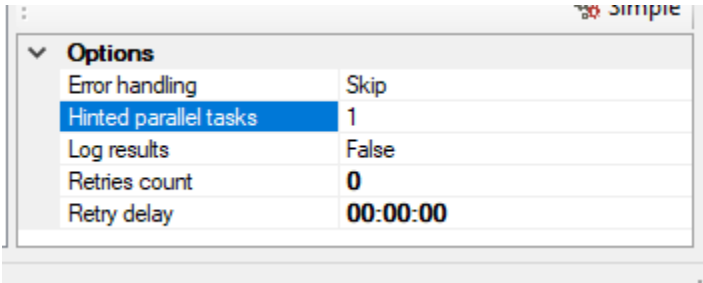 Simple
Options
Error handling Skip
Hinted parallel tasks 1
Log results False
Retries count 0
Retry delay 00:00:00